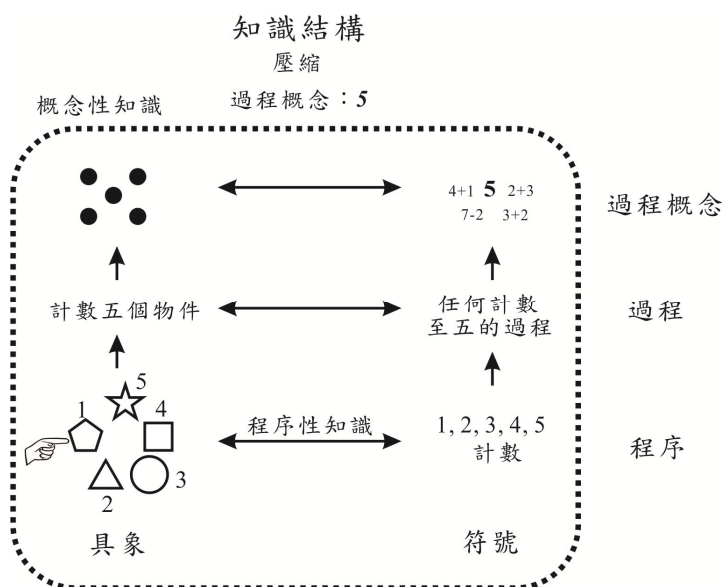 知識結構
壓縮
概念性知識
過程概念：5
4+1 5 2+3
7-2 3+2
過程概念
計數五個物件
任何計數
至五的過程
過程
5
1
4
2
3
程序性知識
1, 2, 3, 4, 5
計數
程序
具象
符號